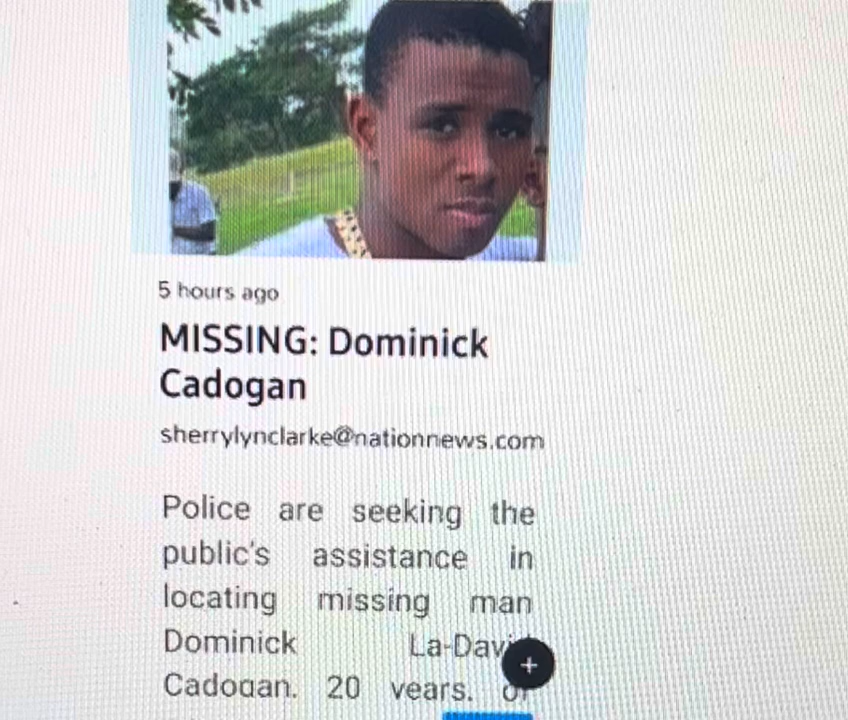 5 hours ago
MISSING: Dominick
Cadogan
sherrylynclarke@nationnews.com
Police are seeking the
public's assistance in
locating missing man
Dominick
Cadogan. 20 years. of